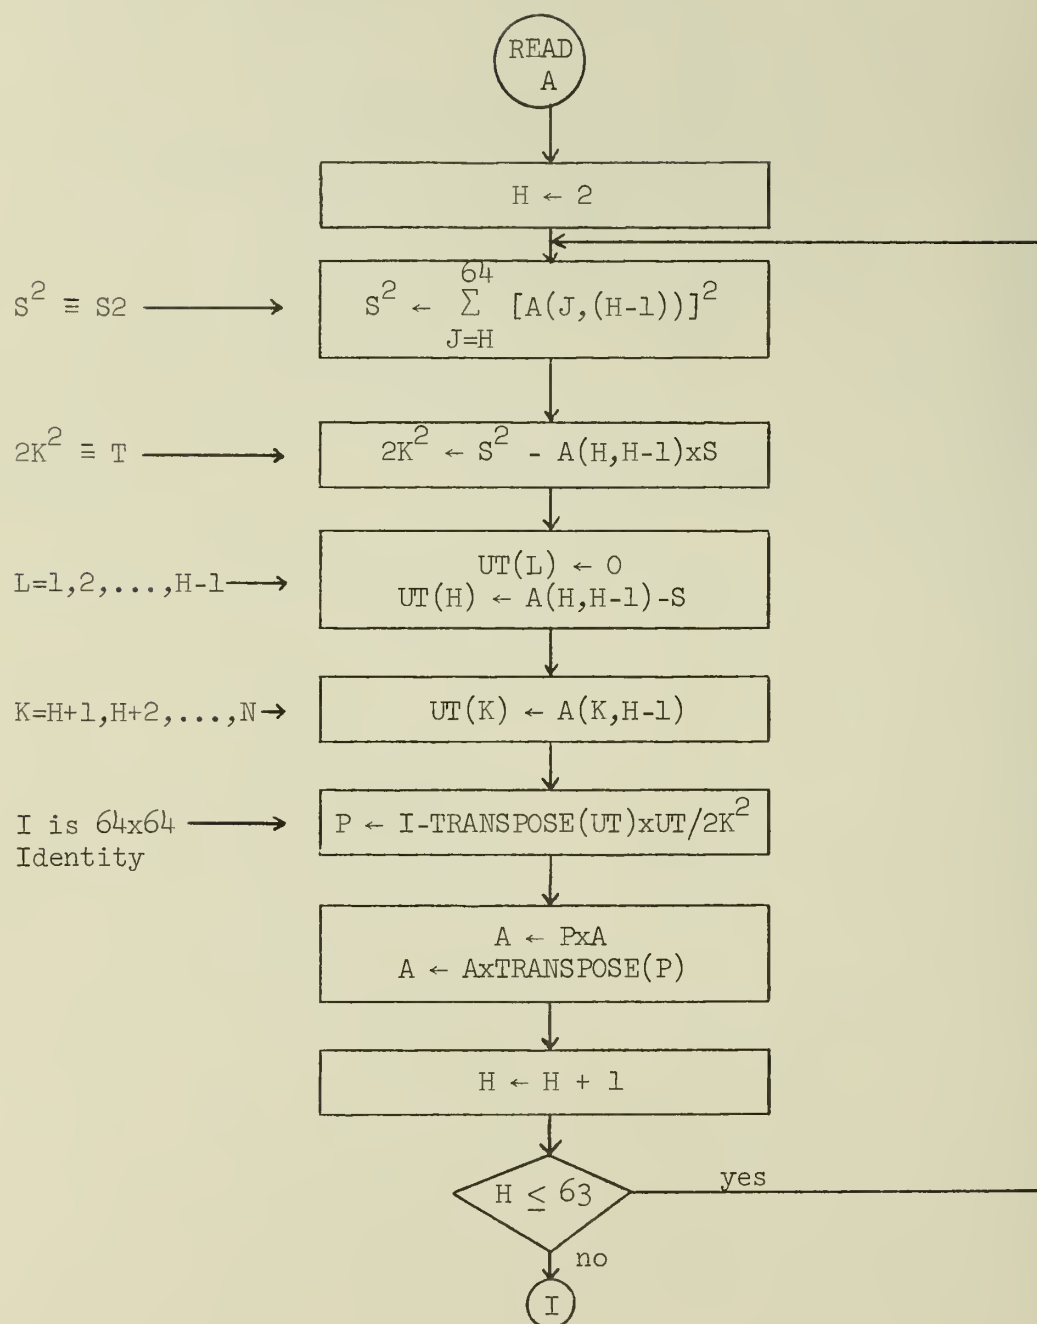 READ
A
H ← 2
S² ≡ S2
64
S² ← Σ [A(J,(H-1))]²
J=H
2K² ≡ T
2K² ← S² - A(H,H-1)xS
L=1,2,...,H-1
UT(L) ← 0
UT(H) ← A(H,H-1)-S
K=H+1,H+2,...,N
UT(K) ← A(K,H-1)
I is 64x64
Identity
P ← I-TRANSPOSE(UT)xUT/2K²
A ← PxA
A ← AxTRANSPOSE(P)
H ← H + 1
H ≤ 63
yes
no
I